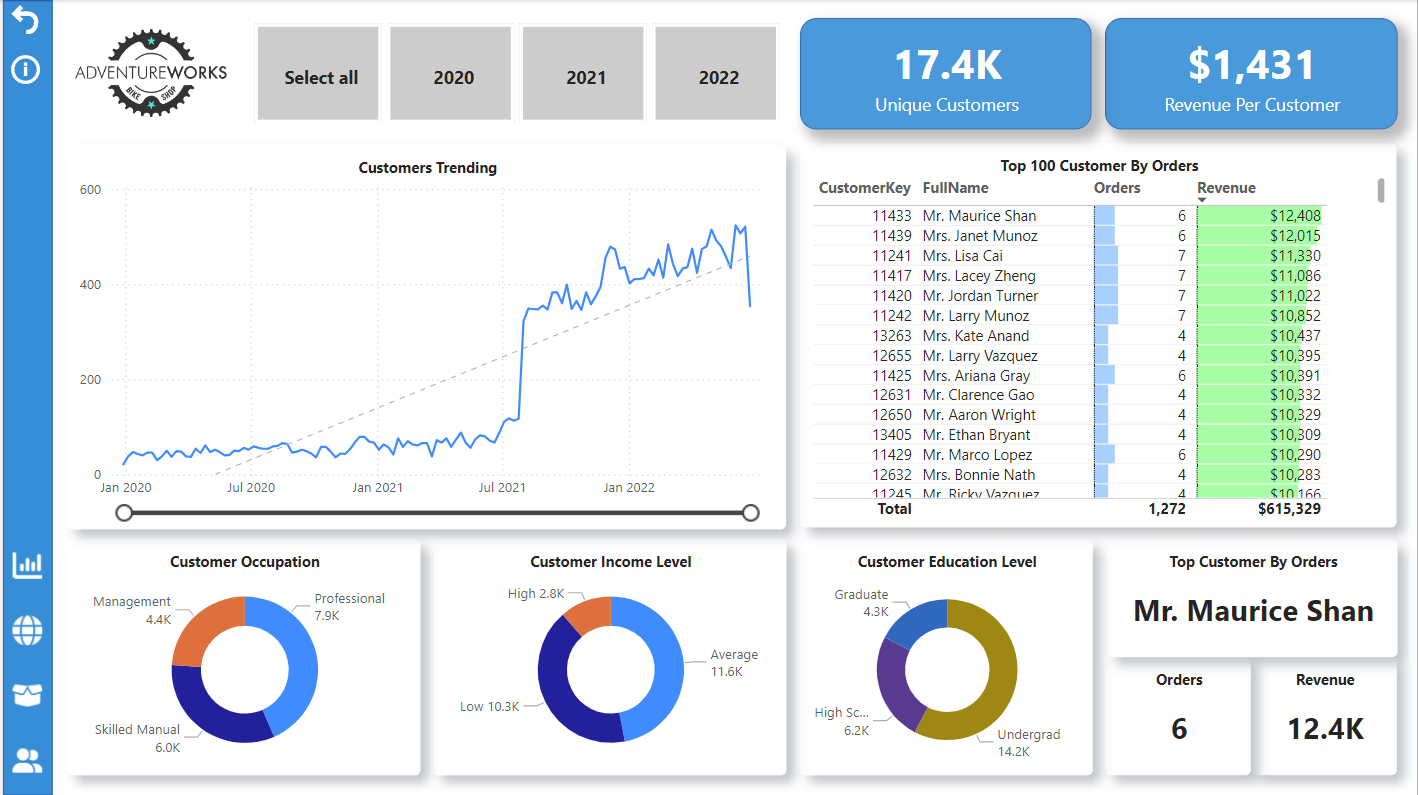 ADVENTUREWORKS
BIKE SHOP
Select all
2020
2021
2022
17.4K
Unique Customers
$1,431
Revenue Per Customer
Customers Trending
600
400
200
0
Jan 2020
Jul 2020
Jan 2021
Jul 2021
Jan 2022
Top 100 Customer By Orders
CustomerKey FullName Orders Revenue
11433 Mr. Maurice Shan 6 $12,408
11439 Mrs. Janet Munoz 6 $12,015
11241 Mrs. Lisa Cai 7 $11,330
11417 Mrs. Lacey Zheng 7 $11,086
11420 Mr. Jordan Turner 7 $11,022
11242 Mr. Larry Munoz 7 $10,852
13263 Mrs. Kate Anand 4 $10,437
12655 Mr. Larry Vazquez 4 $10,395
11425 Mrs. Ariana Gray 6 $10,391
12631 Mr. Clarence Gao 4 $10,332
12650 Mr. Aaron Wright 4 $10,329
13405 Mr. Ethan Bryant 4 $10,309
11429 Mr. Marco Lopez 6 $10,290
12632 Mrs. Bonnie Nath 4 $10,283
11245 Mr. Ricky Vazquez 4 $10,166
Total 1,272 $615,329
Customer Occupation
Management
4.4K
Professional
7.9K
Skilled Manual
6.0K
Customer Income Level
High 2.8K
Average
11.6K
Low 10.3K
Customer Education Level
Graduate
4.3K
High Sc...
6.2K
Undergrad
14.2K
Top Customer By Orders
Mr. Maurice Shan
Orders
6
Revenue
12.4K